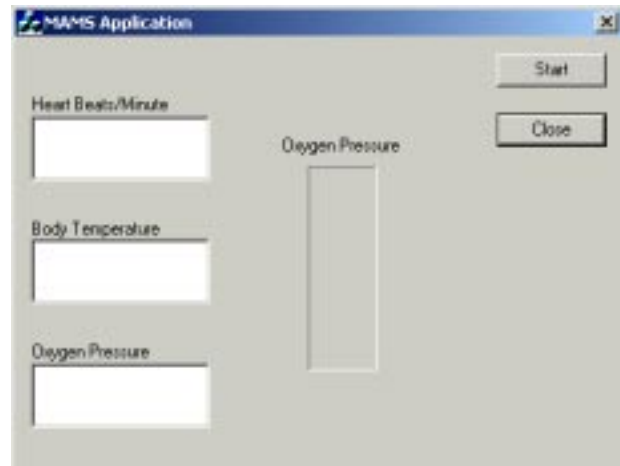 MAMS Application
Start
Heart Beats/Minute
Close
Oxygen Pressure
Body Temperature
Oxygen Pressure